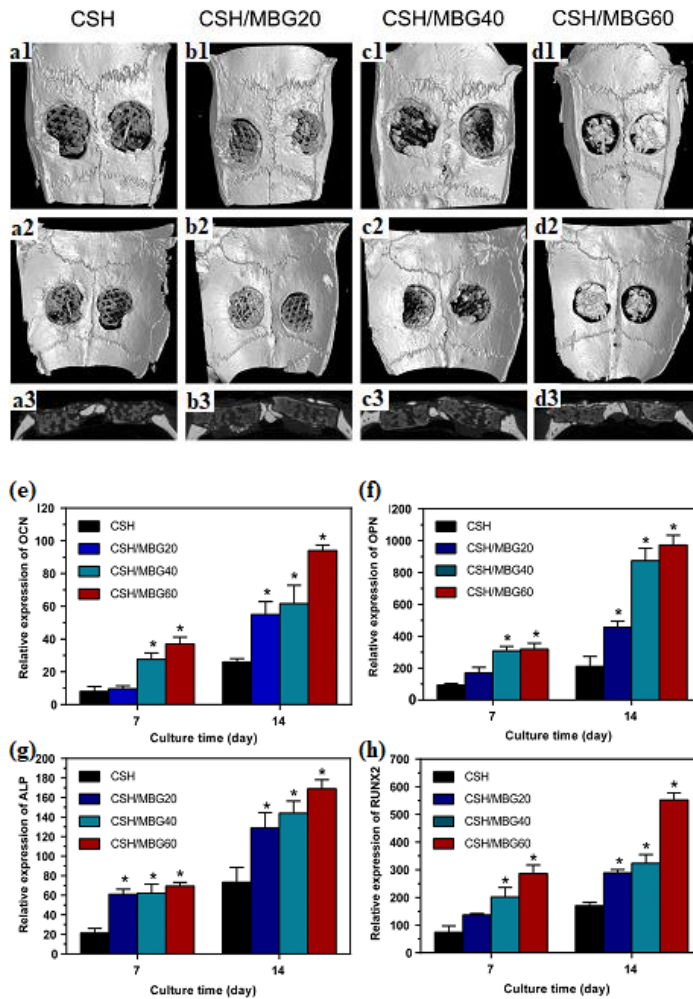 CSH CSH/MBG20 CSH/MBG40 CSH/MBG60
a1 b1 c1 d1
a2 b2 c2 d2
a3 b3 c3 d3
(e)
Relative expression of OCN
120
100
80
60
40
20
0
CSH
CSH/MBG20
CSH/MBG40
CSH/MBG60
* * * * *
7 14
Culture time (day)
(f)
Relative expression of OPN
1200
1000
800
600
400
200
0
CSH
CSH/MBG20
CSH/MBG40
CSH/MBG60
* * * * *
7 14
Culture time (day)
(g)
Relative expression of ALP
200
180
160
140
120
100
80
60
40
20
0
CSH
CSH/MBG20
CSH/MBG40
CSH/MBG60
* * * * * *
7 14
Culture time (day)
(h)
Relative expression of RUNX2
700
600
500
400
300
200
100
0
CSH
CSH/MBG20
CSH/MBG40
CSH/MBG60
* * * * *
7 14
Culture time (day)